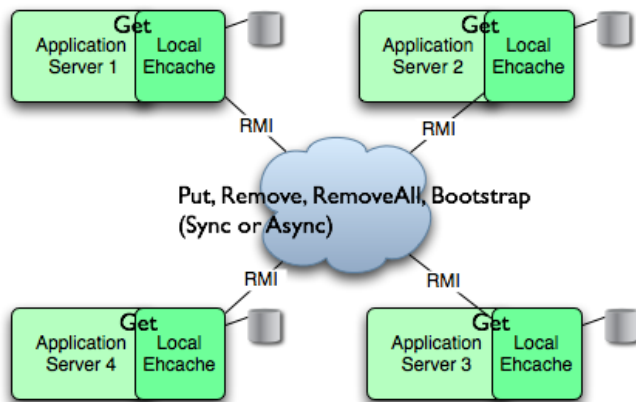 Get
Application
Server 1
Local
Ehcache
Get
Application
Server 2
Local
Ehcache
RMI
RMI
Put, Remove, RemoveAll, Bootstrap
(Sync or Async)
RMI
RMI
Get
Application
Server 4
Local
Ehcache
Get
Application
Server 3
Local
Ehcache